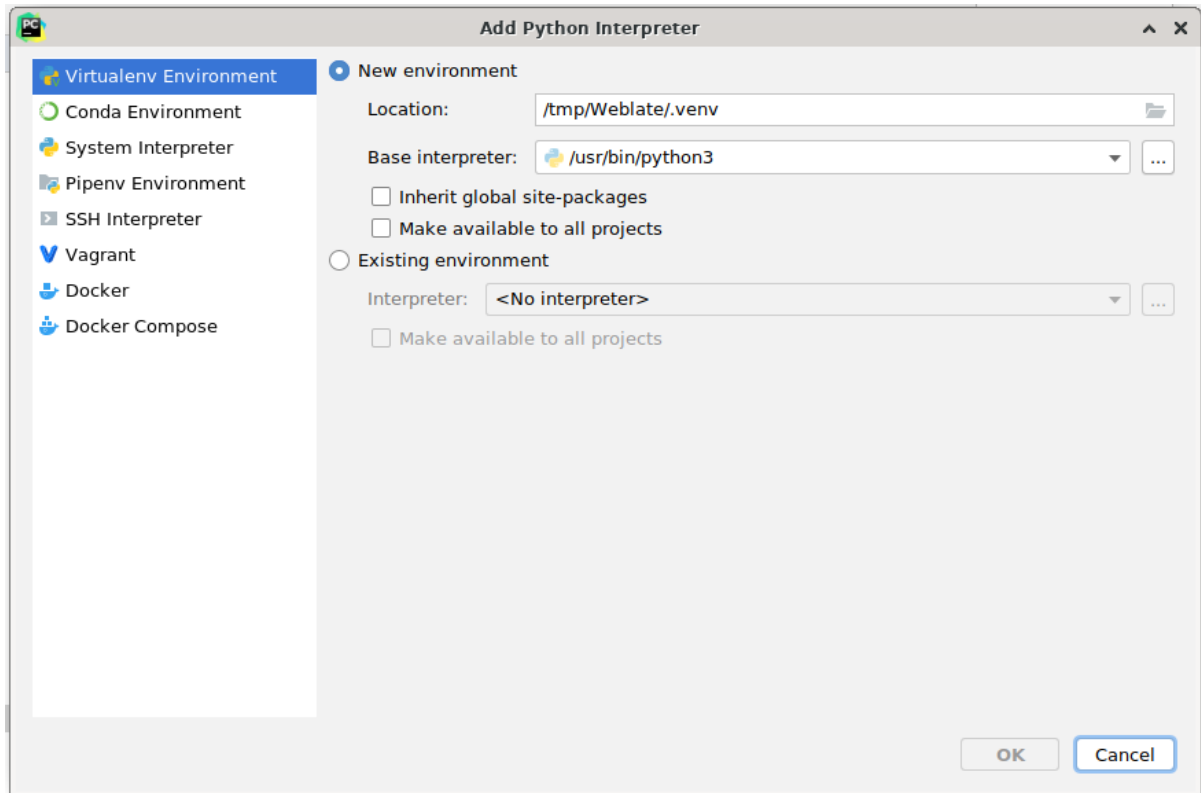 PC
Add Python Interpreter
Virtualenv Environment
Conda Environment
System Interpreter
Pipenv Environment
SSH Interpreter
Vagrant
Docker
Docker Compose
New environment
Location: /tmp/Weblate/.venv
Base interpreter: /usr/bin/python3 ...
Inherit global site-packages
Make available to all projects
Existing environment
Interpreter: <No interpreter> ...
Make available to all projects
OK Cancel